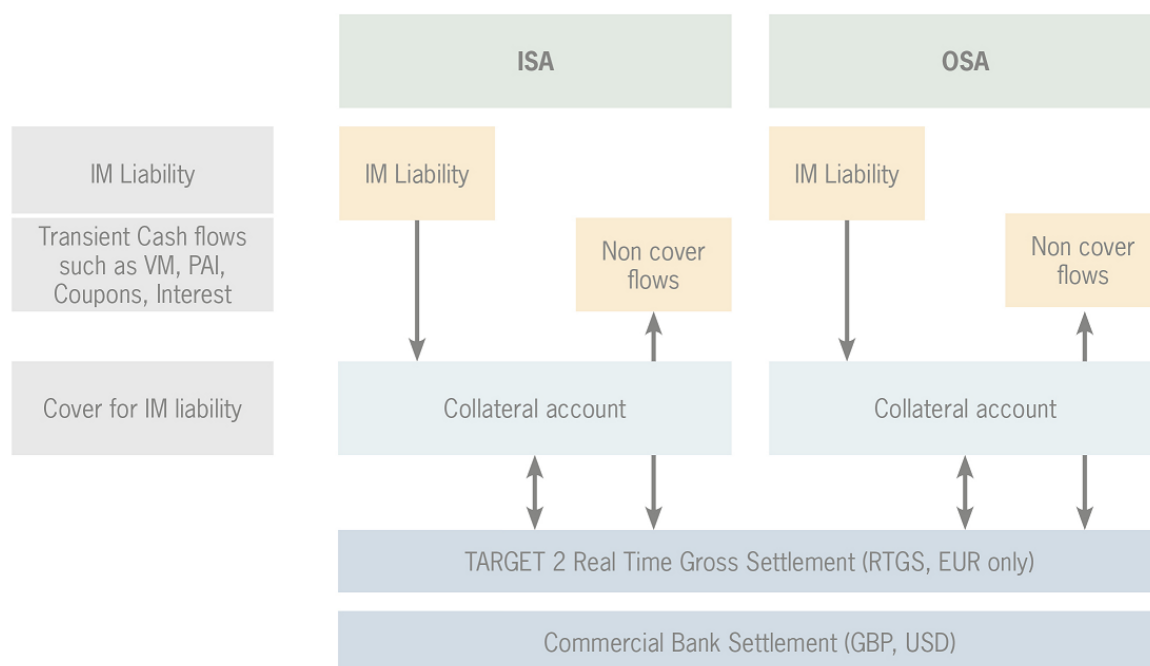 ISA
OSA
IM Liability
IM Liability
IM Liability
Transient Cash flows
such as VM, PAI,
Coupons, Interest
Non cover
flows
Non cover
flows
Cover for IM liability
Collateral account
Collateral account
TARGET 2 Real Time Gross Settlement (RTGS, EUR only)
Commercial Bank Settlement (GBP, USD)